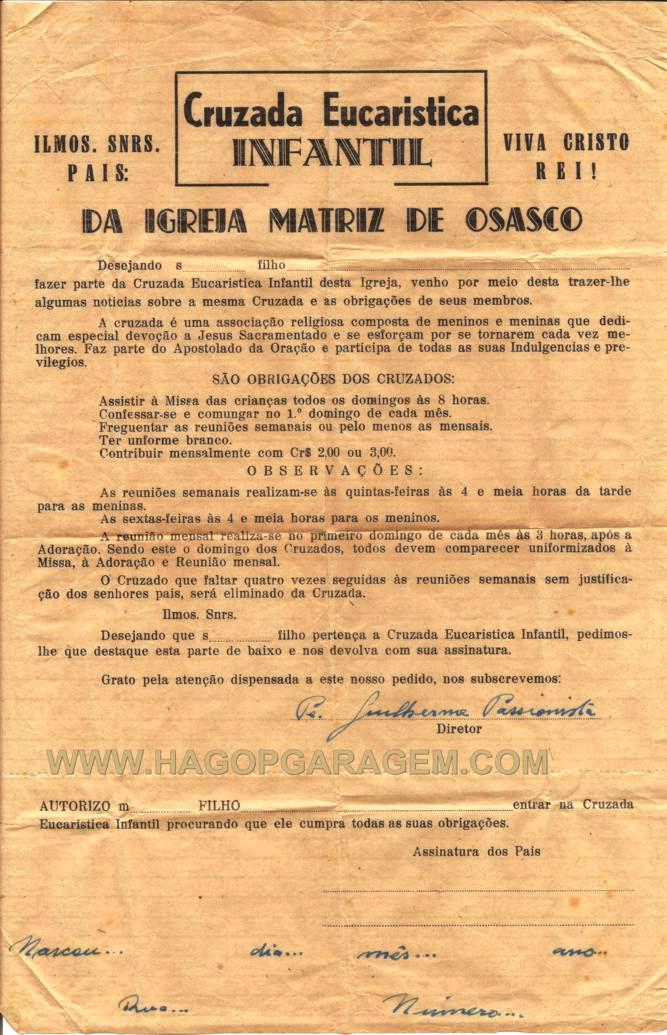 Cruzada Eucaristica
INFANTIL
ILMOS. SNRS.
PAIS:
VIVA CRISTO
REI!
DA IGREJA MATRIZ DE OSASCO
Desejando s............ filho............
fazer parte da Cruzada Eucaristica Infantil desta Igreja, venho por meio desta trazer-lhe
algumas noticias sobre a mesma Cruzada e as obrigações de seus membros.
A cruzada é uma associação religiosa composta de meninos e meninas que dedi-
cam especial devoção a Jesus Sacramentado e se esforçam por se tornarem cada vez me-
lhores. Faz parte do Apostolado da Oração e participa de todas as suas Indulgencias e pre-
vilegios.
SÃO OBRIGAÇÕES DOS CRUZADOS:
Assistir à Missa das crianças todos os domingos às 8 horas.
Confessar-se e comungar no 1.º domingo de cada mês.
Freguentar as reuniões semanais ou pelo menos as mensais.
Ter unforme branco.
Contribuir mensalmente com Cr$ 2,00 ou 3,00.
OBSERVAÇÕES:
As reuniões semanais realizam-se às quintas-feiras às 4 e meia horas da tarde
para as meninas.
As sextas-feiras às 4 e meia horas para os meninos.
A reunião mensal realiza-se no primeiro domingo de cada mês às 3 horas, após a
Adoração. Sendo este o domingo dos Cruzados, todos devem comparecer uniformizados à
Missa, à Adoração e Reunião mensal.
O Cruzado que faltar quatro vezes seguidas às reuniões semanais sem justifica-
ção dos senhores pais, será eliminado da Cruzada.
Ilmos. Snrs.
Desejando que s............ filho pertença a Cruzada Eucaristica Infantil, pedimos-
lhe que destaque esta parte de baixo e nos devolva com sua assinatura.
Grato pela atenção dispensada a este nosso pedido, nos subscrevemos:
Pe. Guilherme Passionista
Diretor
WWW.HAGOPGARAGEM.COM
AUTORIZO m............ FILHO............entrar na Cruzada
Eucaristica Infantil procurando que ele cumpra todas as suas obrigações.
Assinatura dos Pais
Nasceu... dia... mês... ano...
Rua... Número...